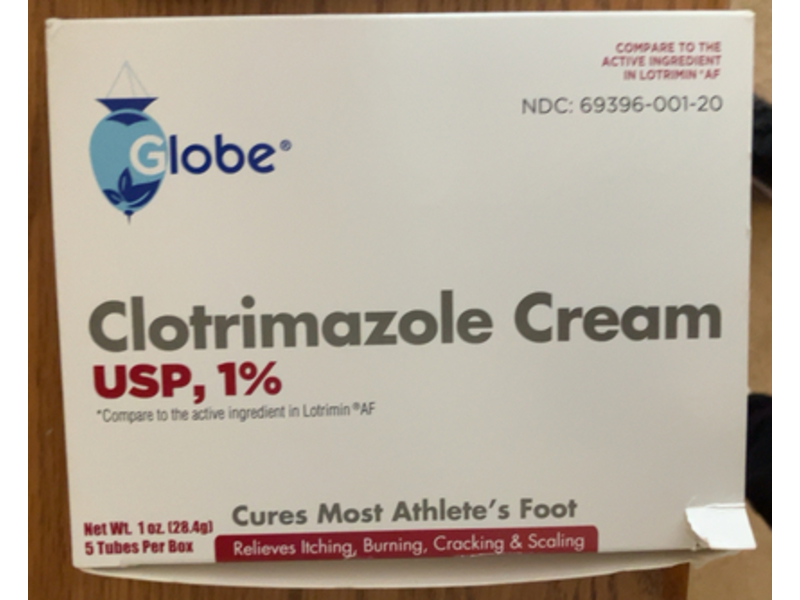 COMPARE TO THE
ACTIVE INGREDIENT
IN LOTRIMIN *AF
NDC: 69396-001-20
Globe®
Clotrimazole Cream
USP, 1%
*Compare to the active ingredient in Lotrimin ®AF
Cures Most Athlete's Foot
Net Wt. 1 oz. (28.4g)
5 Tubes Per Box
Relieves Itching, Burning, Cracking & Scaling